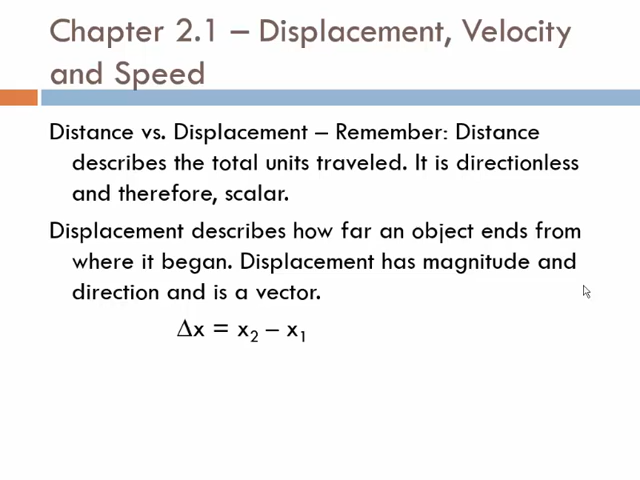 Chapter 2.1 – Displacement, Velocity
and Speed
Distance vs. Displacement – Remember: Distance
describes the total units traveled. It is directionless
and therefore, scalar.
Displacement describes how far an object ends from
where it began. Displacement has magnitude and
direction and is a vector.
Δx = x₂ – x₁